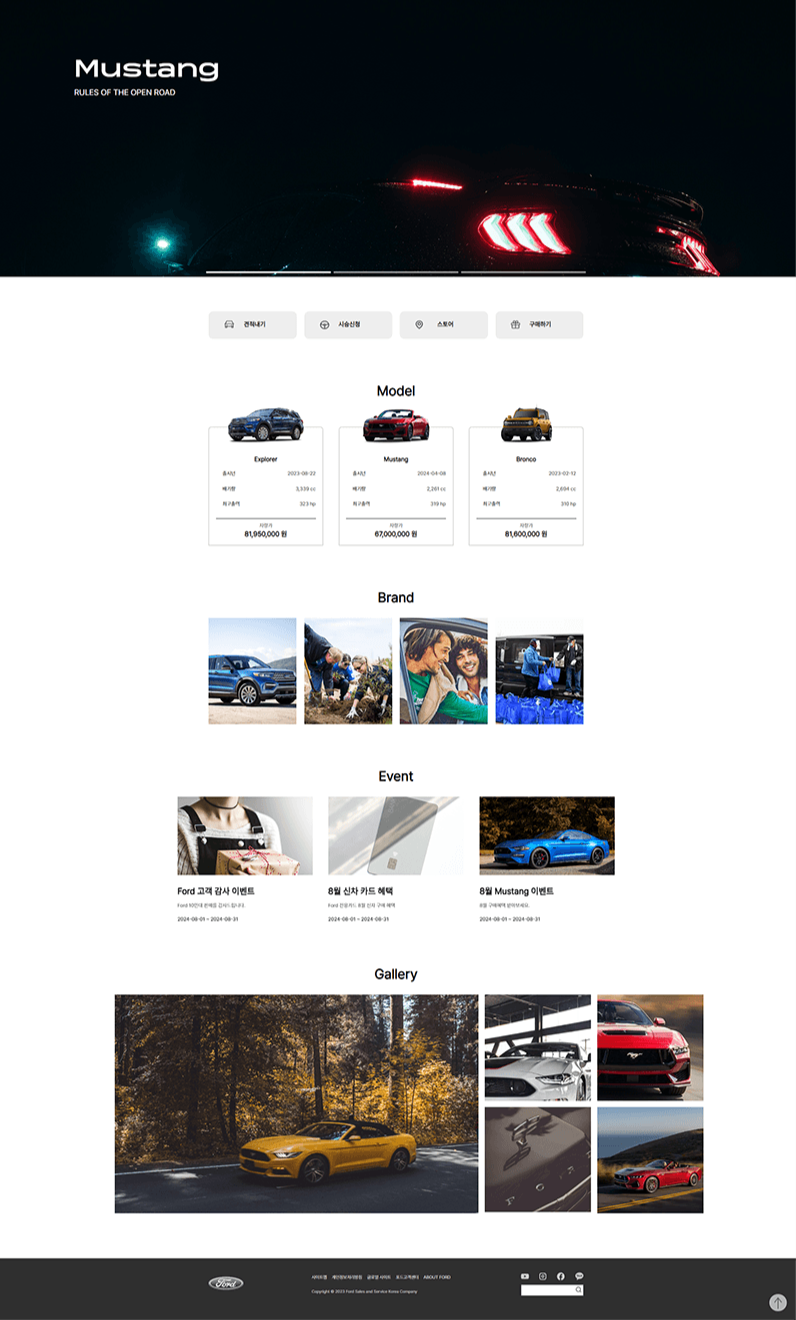 Mustang
RULES OF THE OPEN ROAD
견적내기
시승신청
스토어
구매하기
Model
Explorer
출시년 2023-08-22
배기량 3,339 cc
최고출력 323 hp
차량가
81,950,000 원
Mustang
출시년 2024-04-08
배기량 2,261 cc
최고출력 319 hp
차량가
67,000,000 원
Bronco
출시년 2023-02-12
배기량 2,694 cc
최고출력 319 hp
차량가
81,600,000 원
Brand
Event
Ford 고객 감사 이벤트
Ford 10만대 판매를 감사드립니다.
2024-08-01 ~ 2024-08-31
8월 신차 카드 혜택
Ford 전용카드 8월 신차 구매 혜택
2024-08-01 ~ 2024-08-31
8월 Mustang 이벤트
8월 구매혜택 알아보세요.
2024-08-01 ~ 2024-08-31
Gallery
FORD
Ford
사이트맵 개인정보처리방침 글로벌 사이트 포드고객센터 ABOUT FORD
Copyright © 2023 Ford Sales and Service Korea Company